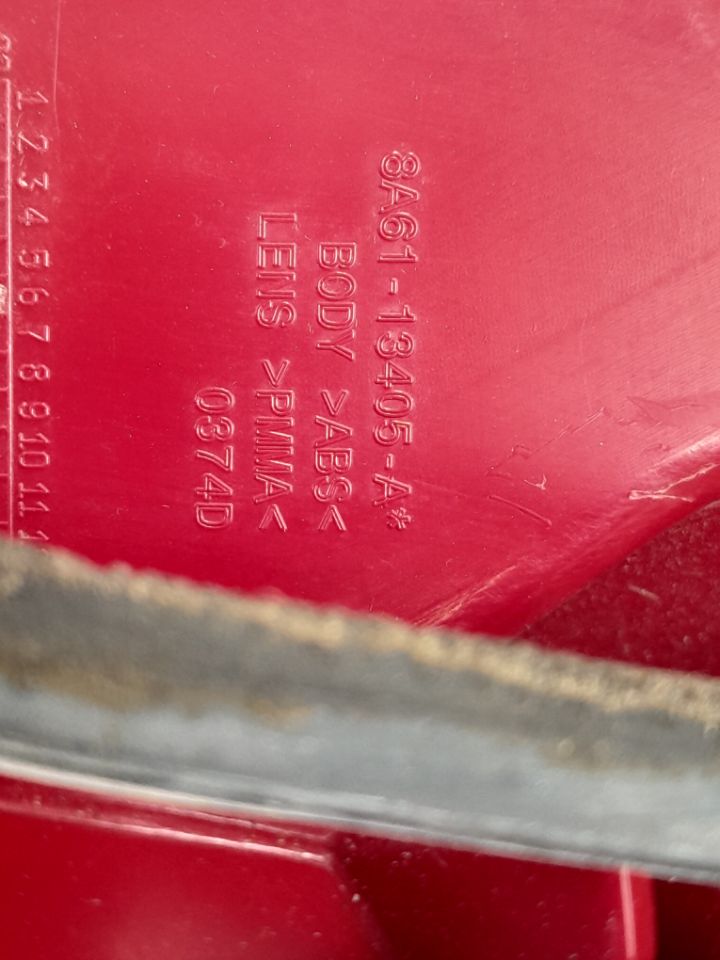 8A61-13405-A*
BODY >ABS<
LENS >PMMA<
0374D
1 2 3 4 5 6 7 8 9 10 11